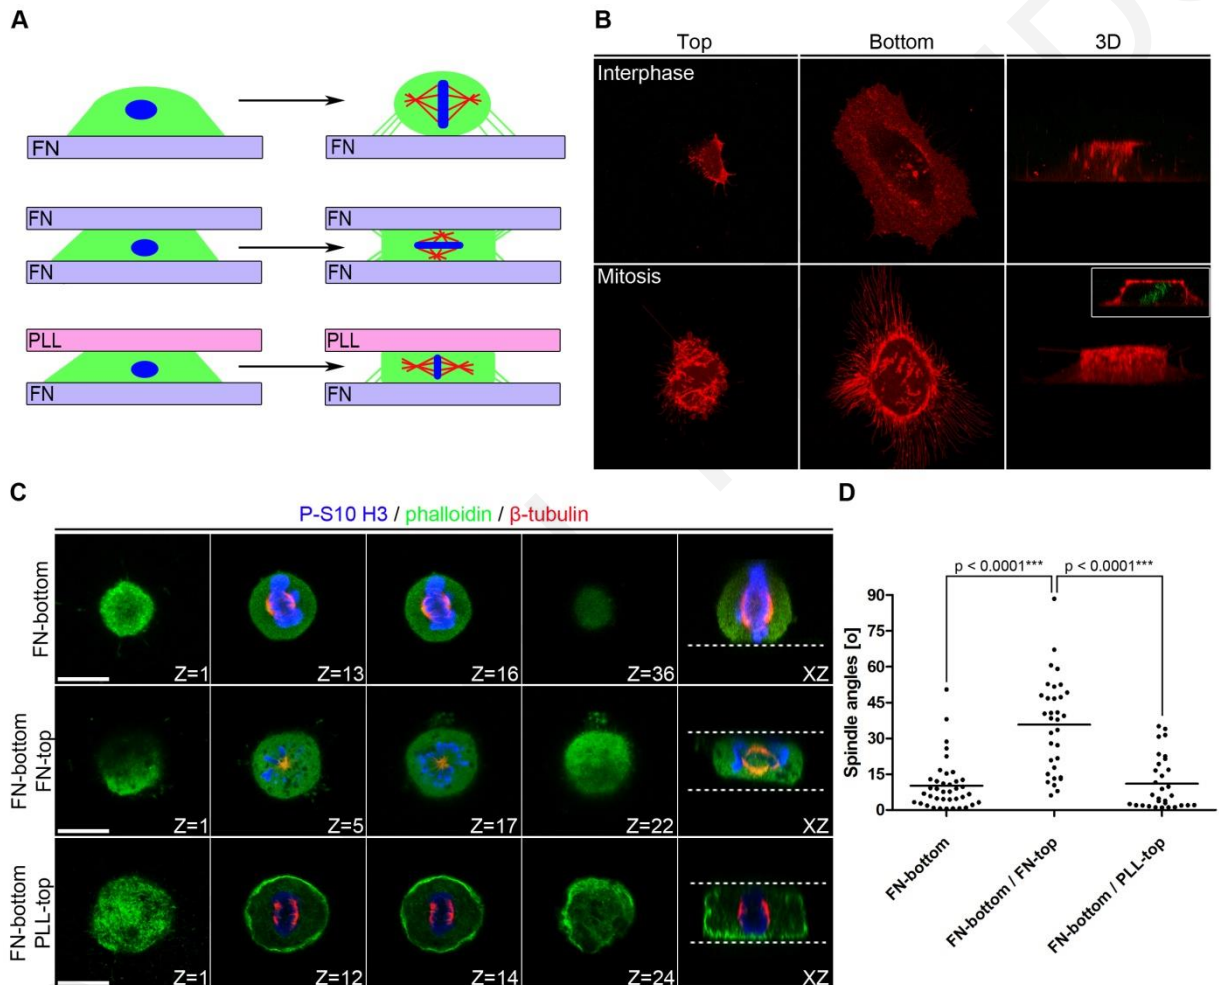 A
FN
FN
FN
FN
FN
FN
PLL
PLL
FN
FN
B
Top Bottom 3D
Interphase
Mitosis
C
P-S10 H3 / phalloidin / β-tubulin
FN-bottom
Z=1 Z=13 Z=16 Z=36 XZ
FN-bottom
FN-top
Z=1 Z=5 Z=17 Z=22 XZ
FN-bottom
PLL-top
Z=1 Z=12 Z=14 Z=24 XZ
D
p < 0.0001*** p < 0.0001***
Spindle angles [o]
90
75
60
45
30
15
0
FN-bottom
FN-bottom / FN-top
FN-bottom / PLL-top